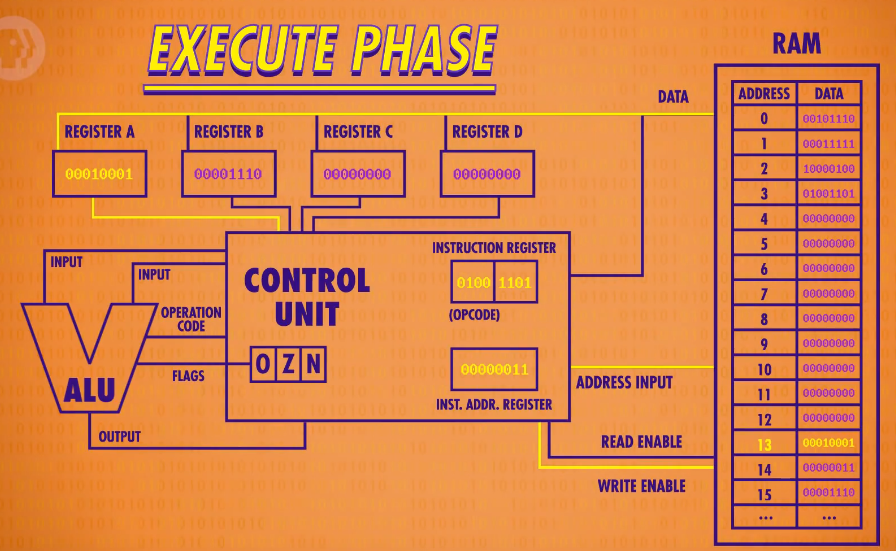 EXECUTE PHASE
RAM
DATA
ADDRESS DATA
REGISTER A REGISTER B REGISTER C REGISTER D
00010001 00001110 00000000 00000000
0 00101110
1 00011111
2 10000100
3 01001101
4 00000000
5 00000000
6 00000000
7 00000000
8 00000000
9 00000000
10 00000000
11 00000000
12 00000000
13 00010001
14 00000011
15 00001110
... ...
INPUT
INPUT
OPERATION
CODE
FLAGS
ALU
OUTPUT
CONTROL
UNIT
O Z N
INSTRUCTION REGISTER
0100 1101
(OPCODE)
00000011
INST. ADDR. REGISTER
ADDRESS INPUT
READ ENABLE
WRITE ENABLE